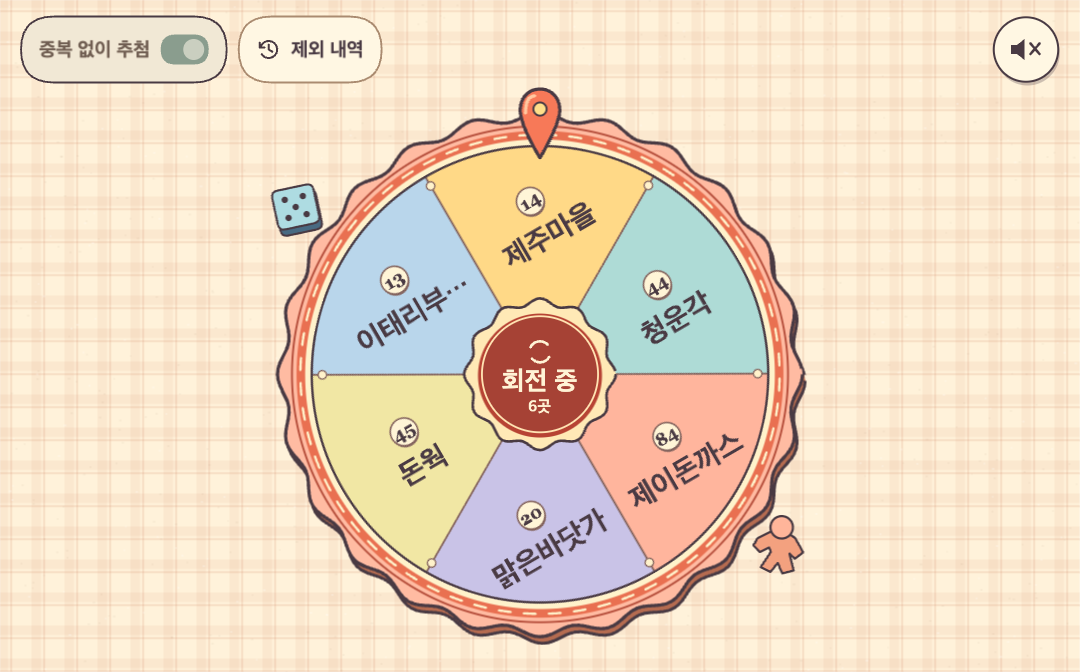 중복 없이 추첨
제외 내역
14
제주마을
13
이태리부…
44
청운각
회전 중
6곳
45
돈웍
84
제이돈까스
20
맑은바닷가